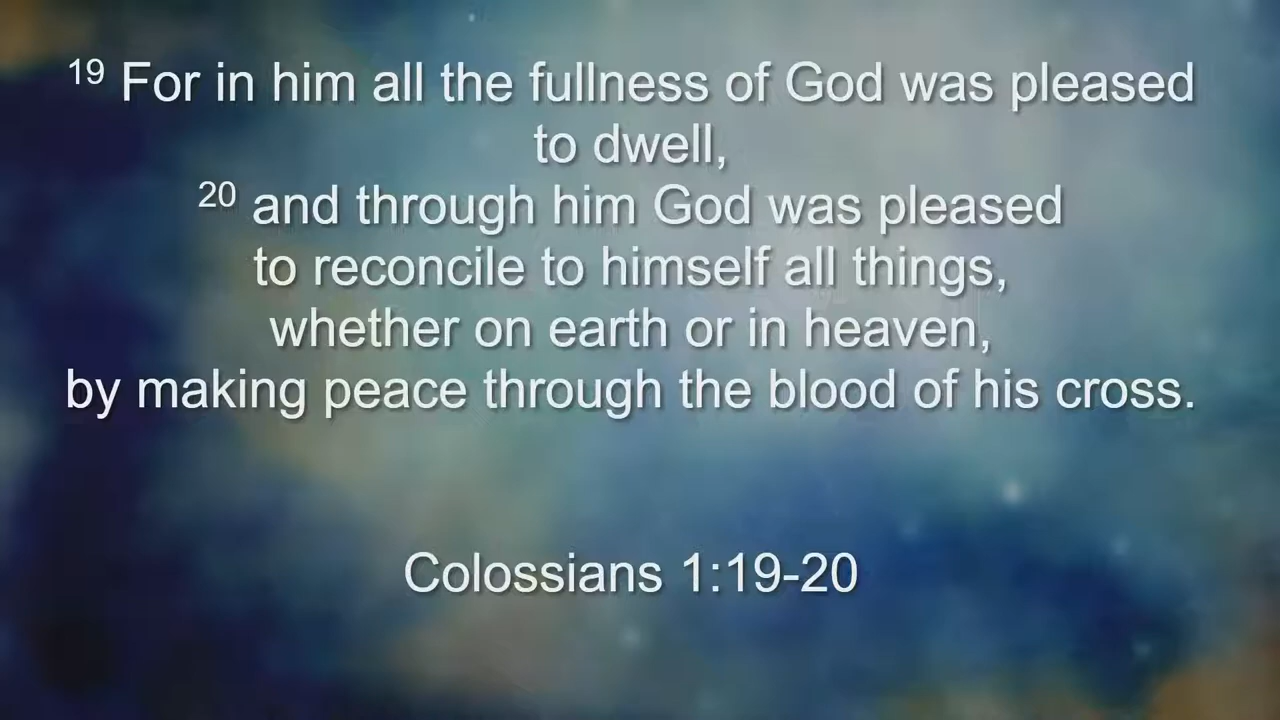 19 For in him all the fullness of God was pleased
to dwell,
20 and through him God was pleased
to reconcile to himself all things,
whether on earth or in heaven,
by making peace through the blood of his cross.
Colossians 1:19-20